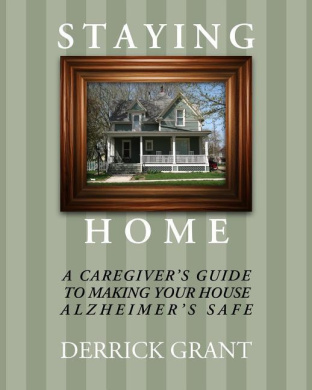 STAYING
HOME
A CAREGIVER'S GUIDE
TO MAKING YOUR HOUSE
ALZHEIMER'S SAFE
DERRICK GRANT